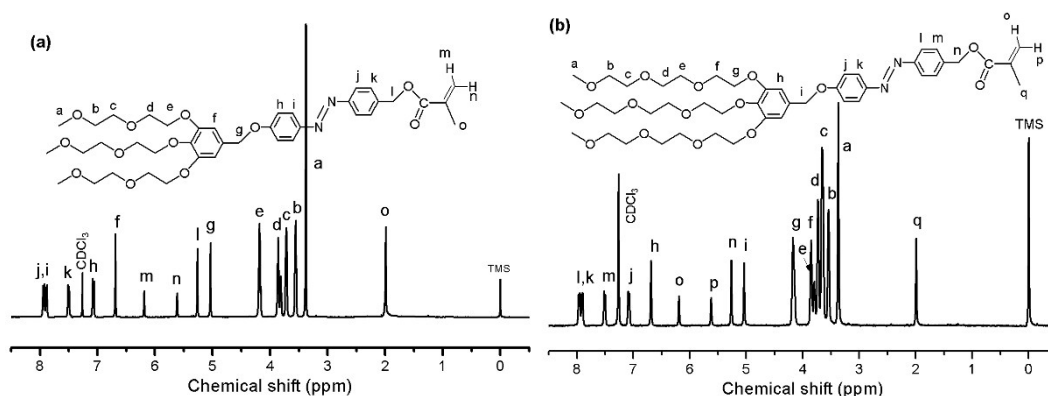 (a)
m
H
j k
O
H
n
N
N
l
O
o
h i
a b c d e
O O O
f
g
O
O O O
O O O
a
f
o
e
b
c
d
l
g
CDCl3
j,i
k
h
m
n
TMS
8 7 6 5 4 3 2 1 0
Chemical shift (ppm)
(b)
o
H
l m
O
H
p
N
N
n
O
q
j k
a b c d e f g
O O O O
h
i
O
O O O O
O O O O
c
a
d
b
TMS
CDCl3
g
f
e
q
h
n
i
l,k
m
j
o
p
8 7 6 5 4 3 2 1 0
Chemical shift (ppm)